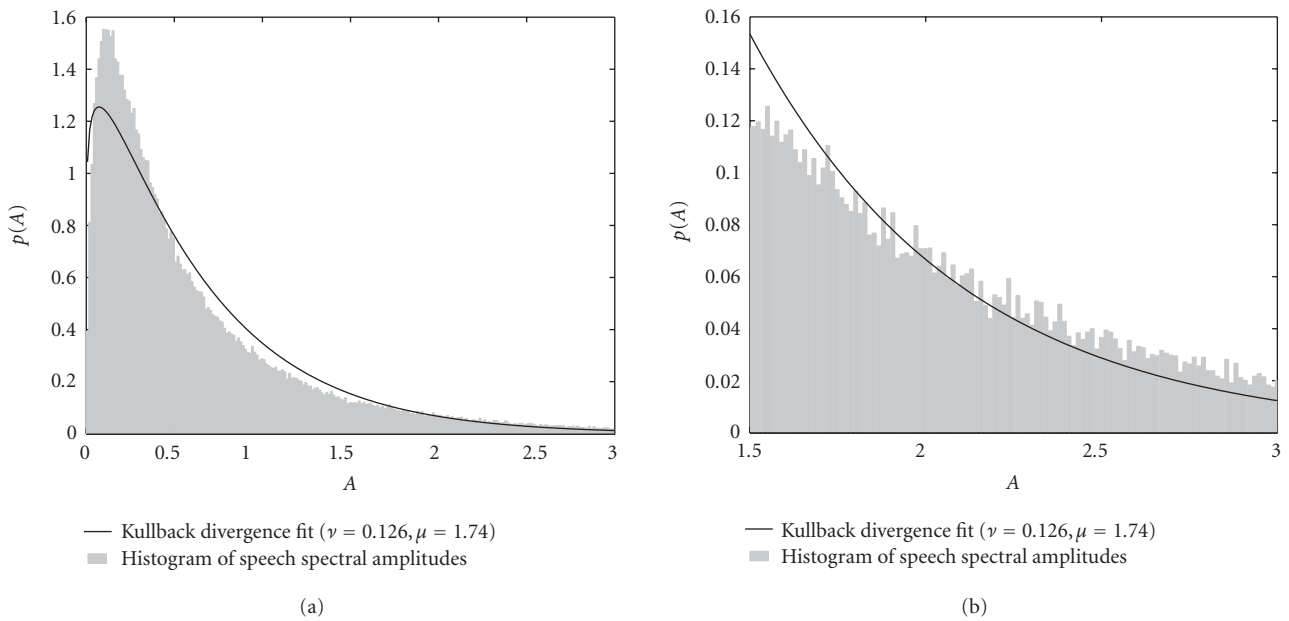 1.6
1.4
1.2
1
0.8
0.6
0.4
0.2
0
p(A)
0 0.5 1 1.5 2 2.5 3
A
Kullback divergence fit (ν = 0.126, μ = 1.74)
Histogram of speech spectral amplitudes
(a)
0.16
0.14
0.12
0.1
0.08
0.06
0.04
0.02
0
p(A)
1.5 2 2.5 3
A
Kullback divergence fit (ν = 0.126, μ = 1.74)
Histogram of speech spectral amplitudes
(b)